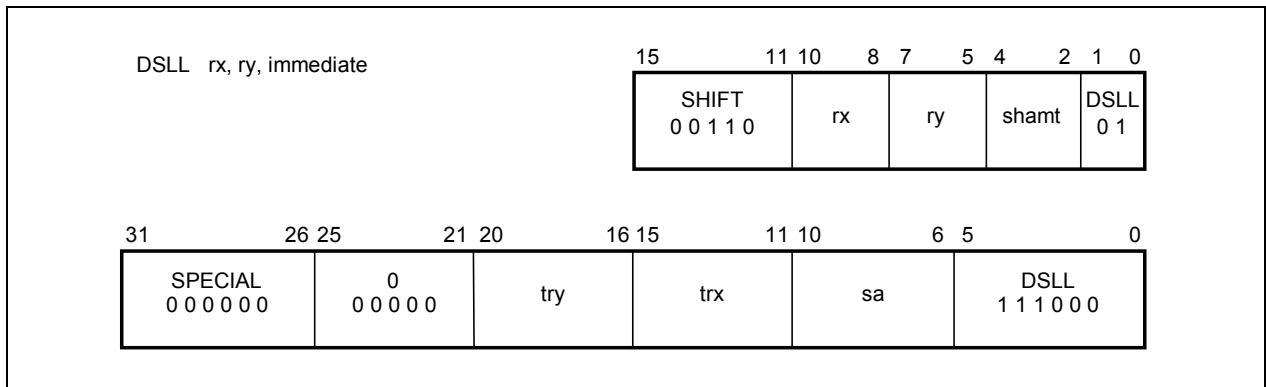 DSLL rx, ry, immediate
15 11 10 8 7 5 4 2 1 0
SHIFT rx ry shamt DSLL
0 0 1 1 0 0 1
31 26 25 21 20 16 15 11 10 6 5 0
SPECIAL 0 try trx sa DSLL
0 0 0 0 0 0 0 0 0 0 0 1 1 1 0 0 0